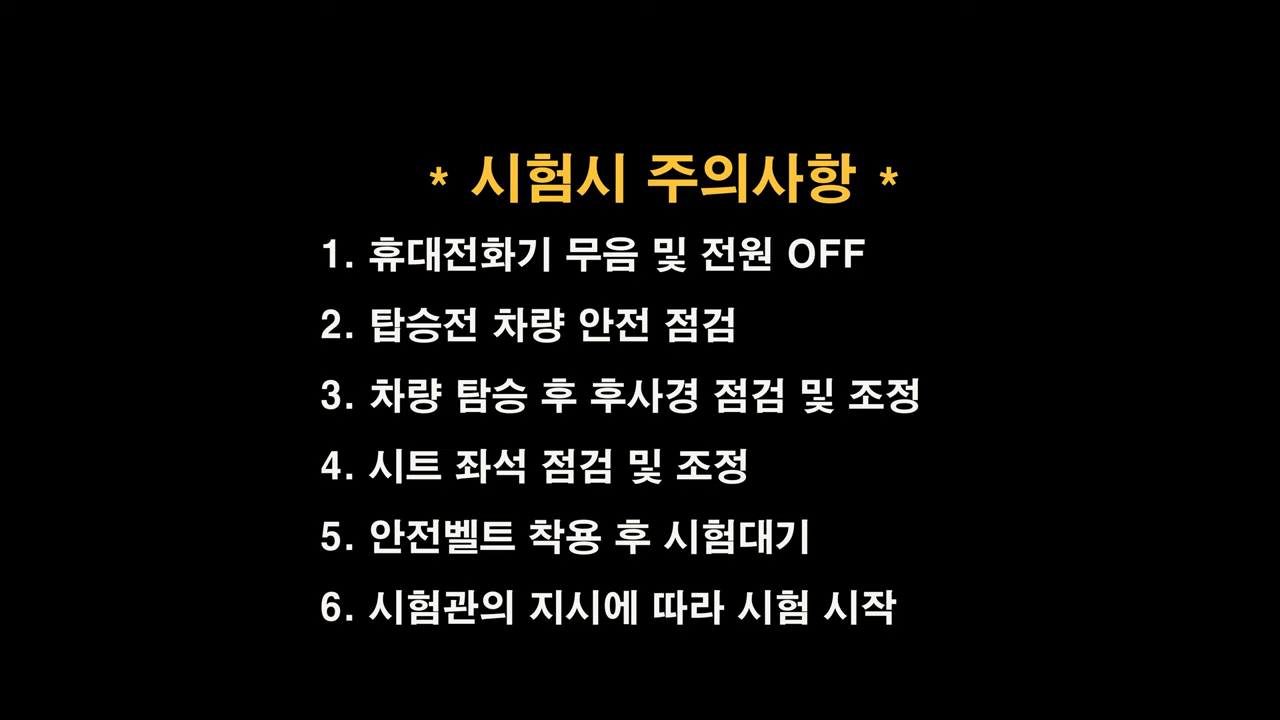 * 시험시 주의사항 *
1. 휴대전화기 무음 및 전원 OFF
2. 탑승전 차량 안전 점검
3. 차량 탐승 후 후사경 점검 및 조정
4. 시트 좌석 점검 및 조정
5. 안전벨트 착용 후 시험대기
6. 시험관의 지시에 따라 시험 시작